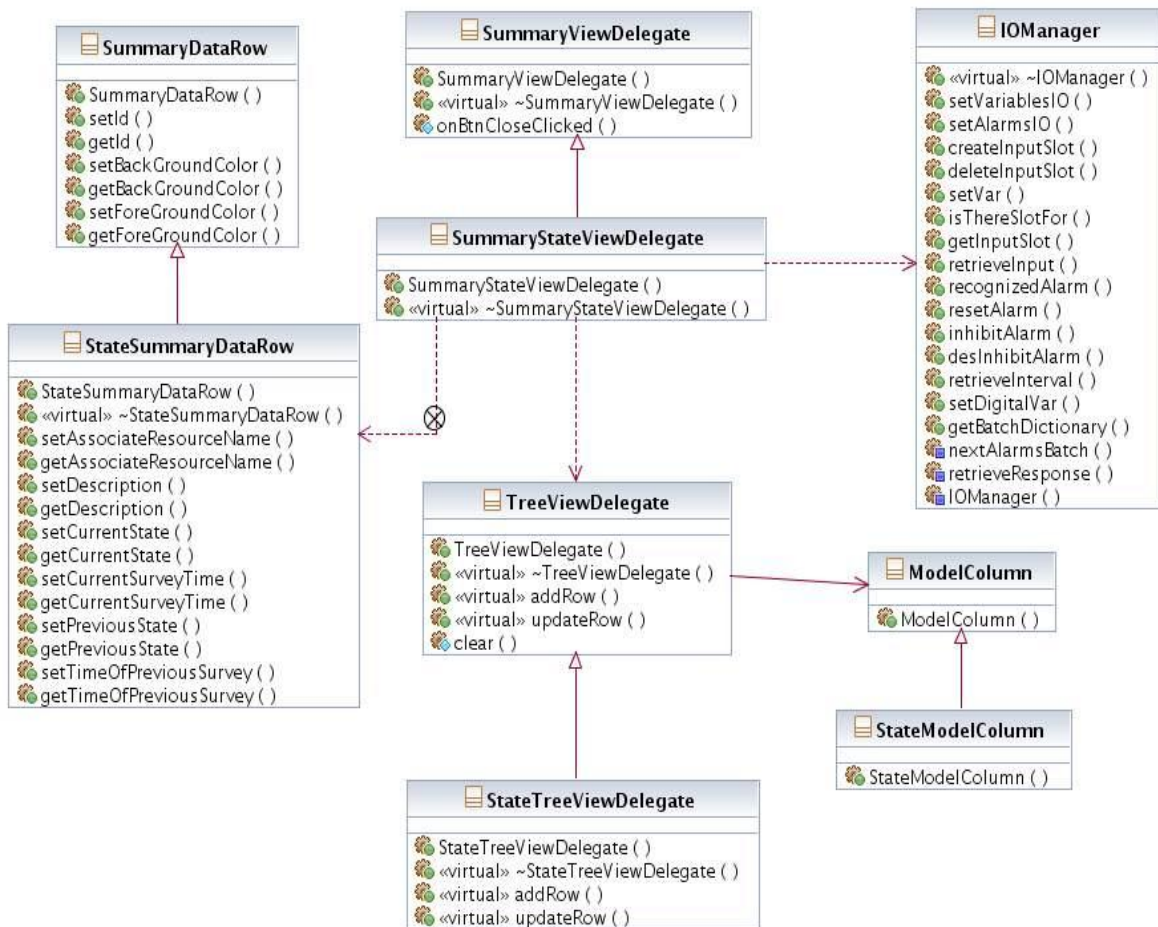 SummaryDataRow
SummaryDataRow ( )
setId ( )
getId ( )
setBackGroundColor ( )
getBackGroundColor ( )
setForeGroundColor ( )
getForeGroundColor ( )
SummaryViewDelegate
SummaryViewDelegate ( )
«virtual» ~SummaryViewDelegate ( )
onBtnCloseClicked ( )
IOManager
«virtual» ~IOManager ( )
setVariablesIO ( )
setAlarmsIO ( )
createInputSlot ( )
deleteInputSlot ( )
setVar ( )
isThereSlotFor ( )
getInputSlot ( )
retrieveInput ( )
recognizedAlarm ( )
resetAlarm ( )
inhibitAlarm ( )
desInhibitAlarm ( )
retrieveInterval ( )
setDigitalVar ( )
getBatchDictionary ( )
nextAlarmsBatch ( )
retrieveResponse ( )
IOManager ( )
SummaryStateViewDelegate
SummaryStateViewDelegate ( )
«virtual» ~SummaryStateViewDelegate ( )
StateSummaryDataRow
StateSummaryDataRow ( )
«virtual» ~StateSummaryDataRow ( )
setAssociateResourceName ( )
getAssociateResourceName ( )
setDescription ( )
getDescription ( )
setCurrentState ( )
getCurrentState ( )
setCurrentSurveyTime ( )
getCurrentSurveyTime ( )
setPreviousState ( )
getPreviousState ( )
setTimeOfPreviousSurvey ( )
getTimeOfPreviousSurvey ( )
TreeViewDelegate
TreeViewDelegate ( )
«virtual» ~TreeViewDelegate ( )
«virtual» addRow ( )
«virtual» updateRow ( )
clear ( )
ModelColumn
ModelColumn ( )
StateModelColumn
StateModelColumn ( )
StateTreeViewDelegate
StateTreeViewDelegate ( )
«virtual» ~StateTreeViewDelegate ( )
«virtual» addRow ( )
«virtual» updateRow ( )